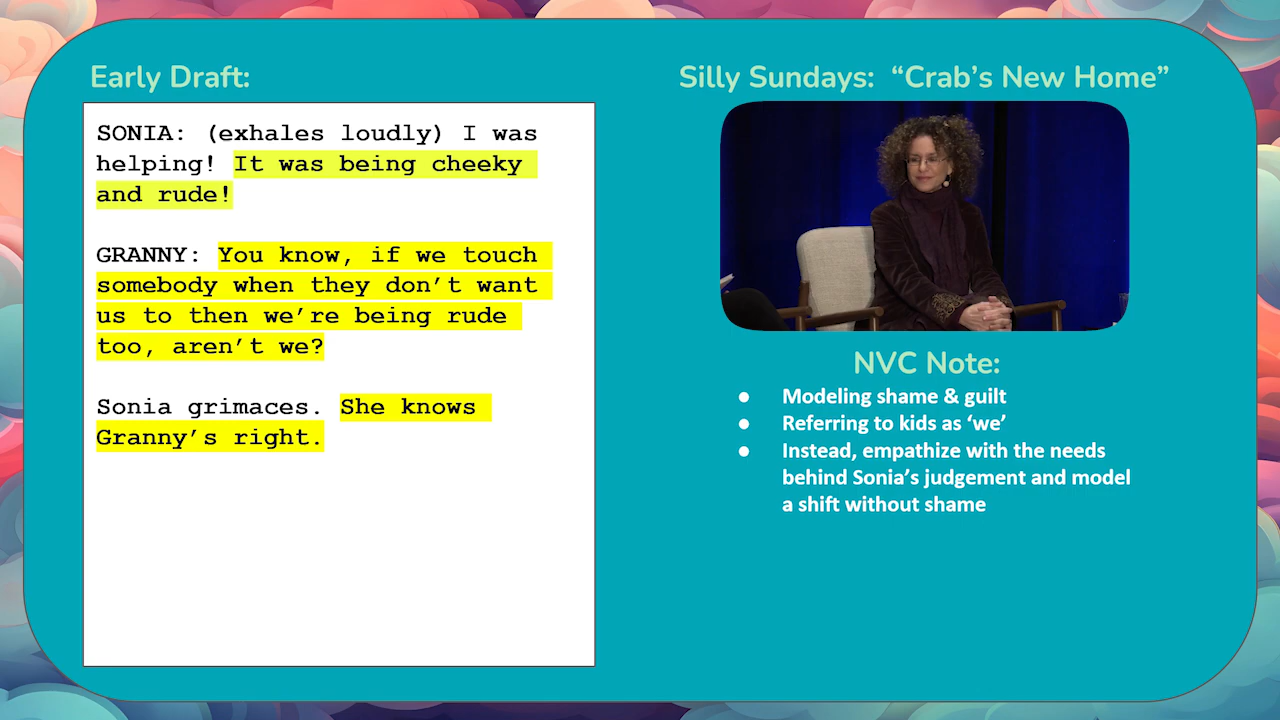 Early Draft:
SONIA: (exhales loudly) I was
helping! It was being cheeky
and rude!
GRANNY: You know, if we touch
somebody when they don’t want
us to then we’re being rude
too, aren’t we?
Sonia grimaces. She knows
Granny’s right.
Silly Sundays: “Crab’s New Home”
NVC Note:
● Modeling shame & guilt
● Referring to kids as ‘we’
● Instead, empathize with the needs
behind Sonia’s judgement and model
a shift without shame